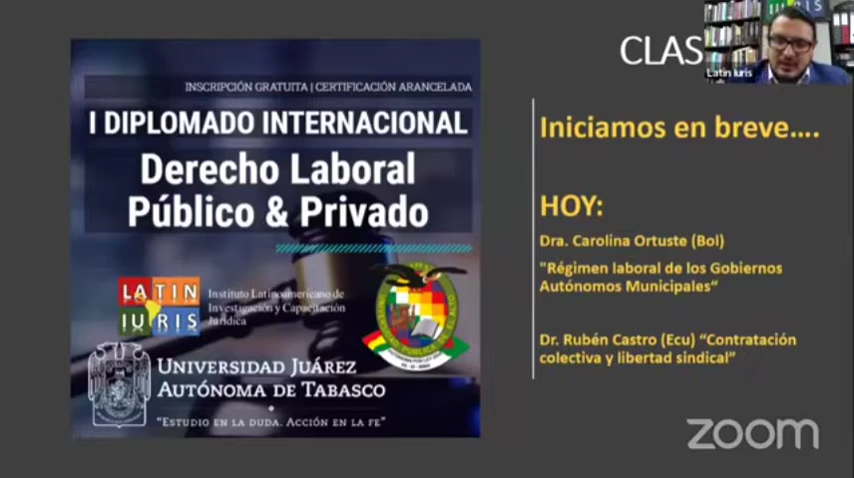 INSCRIPCIÓN GRATUITA | CERTIFICACIÓN ARANCELADA
I DIPLOMADO INTERNACIONAL
Derecho Laboral
Público & Privado
LATIN
IURIS
Instituto Latinoamericano de
Investigación y Capacitación
Jurídica
UNIVERSIDAD JUÁREZ
AUTÓNOMA DE TABASCO
“ESTUDIO EN LA DUDA. ACCIÓN EN LA FE”
CLAS
IURIS
Latin Iuris
Iniciamos en breve....
HOY:
Dra. Carolina Ortuste (Bol)
"Régimen laboral de los Gobiernos
Autónomos Municipales“
Dr. Rubén Castro (Ecu) “Contratación
colectiva y libertad sindical”
zoom